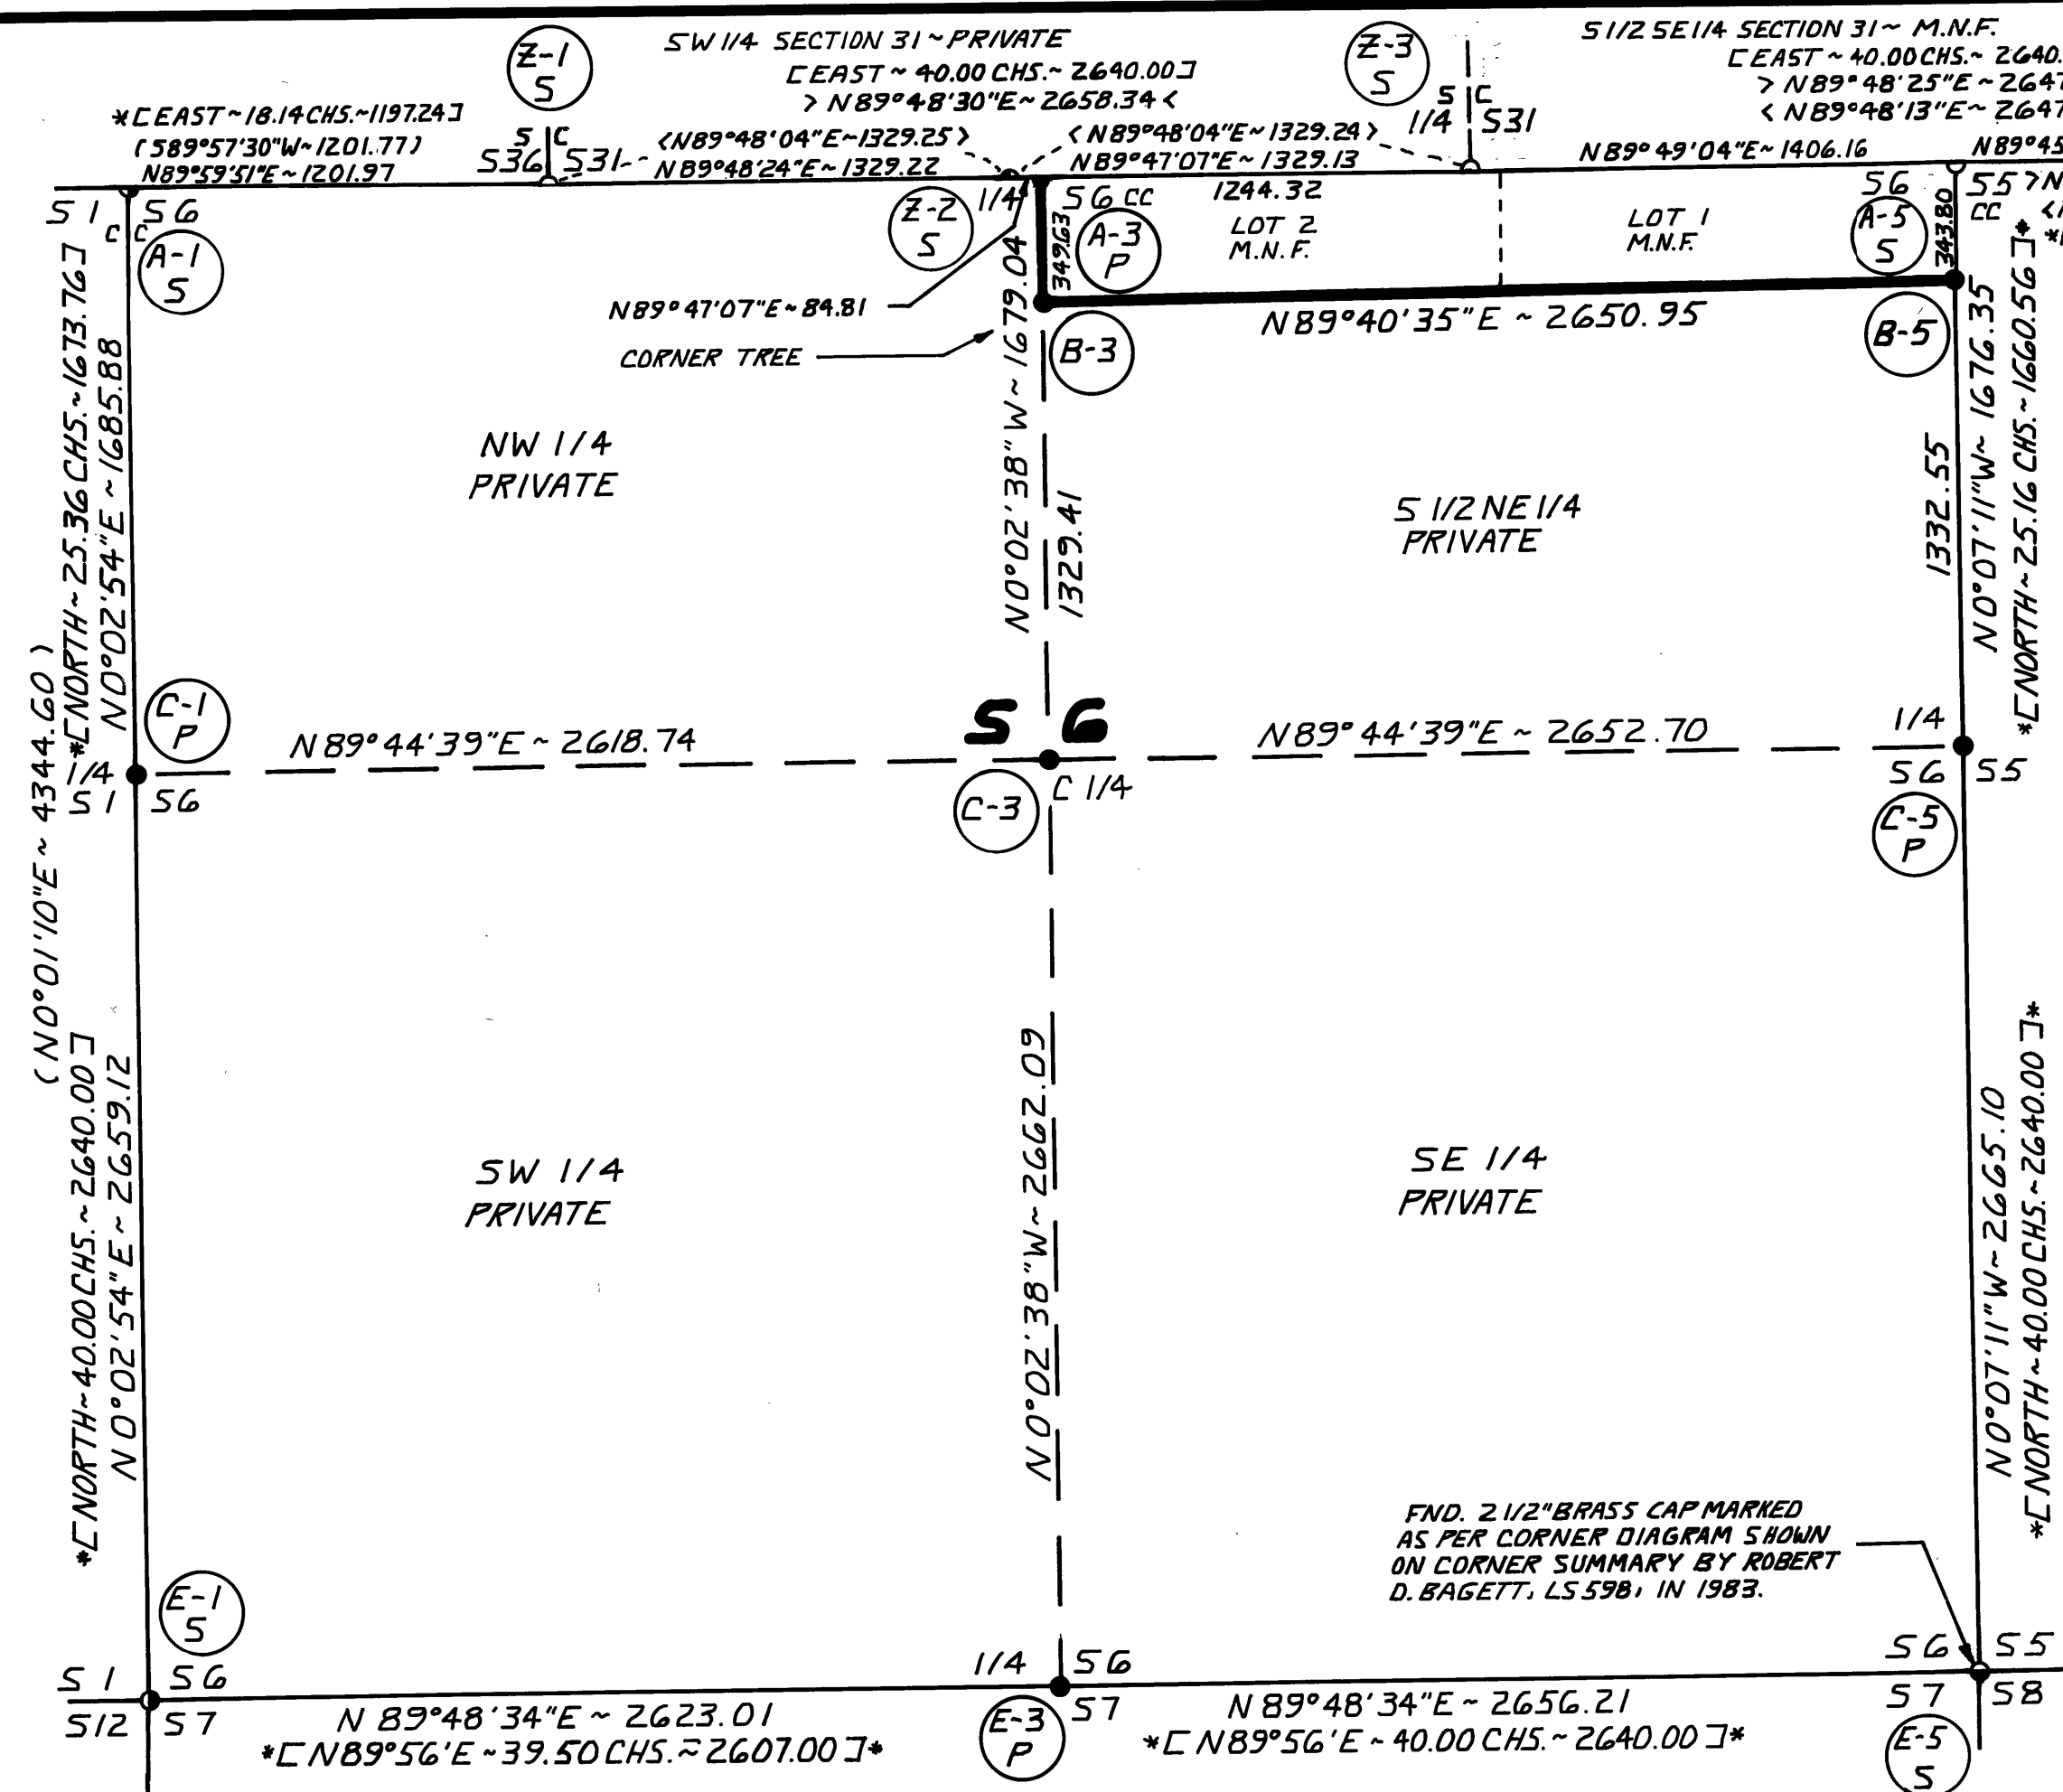 Z-1
S
SW 1/4 SECTION 31 ~ PRIVATE
[EAST ~ 40.00 CHS. ~ 2640.00]
> N89°48'30"E ~ 2658.34 <
Z-3
S
S1/2 SE1/4 SECTION 31 ~ M.N.F.
[EAST ~ 40.00 CHS. ~ 2640.
> N89°48'25"E ~ 2647
< N89°48'13"E ~ 2647
*[EAST ~ 18.14 CHS. ~ 1197.24]
(S89°57'30"W ~ 1201.77)
N89°59'51"E ~ 1201.97
S C
S36 S31
<N89°48'04"E ~ 1329.25>
N89°48'24"E ~ 1329.22
<N89°48'04"E ~ 1329.24>
N89°47'07"E ~ 1329.13
S C
1/4 S31
N89°49'04"E ~ 1406.16
N89°45
S1 S6
C C
A-1
S
Z-2
S
1/4 S6 CC
1244.32
349.63
A-3
P
LOT 2
M.N.F.
LOT 1
M.N.F.
S6 S5
CC
>N
A-5
S
343.80
N89°47'07"E ~ 84.81
CORNER TREE
B-3
N89°40'35"E ~ 2650.95
B-5
*[NORTH ~ 25.36 CHS. ~ 1673.76]
N0°02'54"E ~ 1685.88
N0°02'38"W ~ 1679.04
1329.41
1332.55
N0°07'11"W ~ 1676.35
*[NORTH ~ 25.16 CHS. ~ 1660.56]*
NW 1/4
PRIVATE
S 1/2 NE 1/4
PRIVATE
(N0°01'10"E ~ 4344.60)
C-1
P
1/4
S1 S6
N89°44'39"E ~ 2618.74
S 6
C 1/4
C-3
N89°44'39"E ~ 2652.70
1/4
S6 S5
C-5
P
*[NORTH ~ 40.00 CHS. ~ 2640.00]
N0°02'54"E ~ 2659.12
N0°02'38"W ~ 2662.09
N0°07'11"W ~ 2665.10
*[NORTH ~ 40.00 CHS. ~ 2640.00]*
SW 1/4
PRIVATE
SE 1/4
PRIVATE
FND. 2 1/2" BRASS CAP MARKED
AS PER CORNER DIAGRAM SHOWN
ON CORNER SUMMARY BY ROBERT
D. BAGETT, LS 598, IN 1983.
E-1
S
S1 S6
S12 S7
N89°48'34"E ~ 2623.01
*[N89°56'E ~ 39.50 CHS. ~ 2607.00]*
1/4 S6
S7
E-3
P
N89°48'34"E ~ 2656.21
*[N89°56'E ~ 40.00 CHS. ~ 2640.00]*
S6 S5
S7 S8
E-5
S